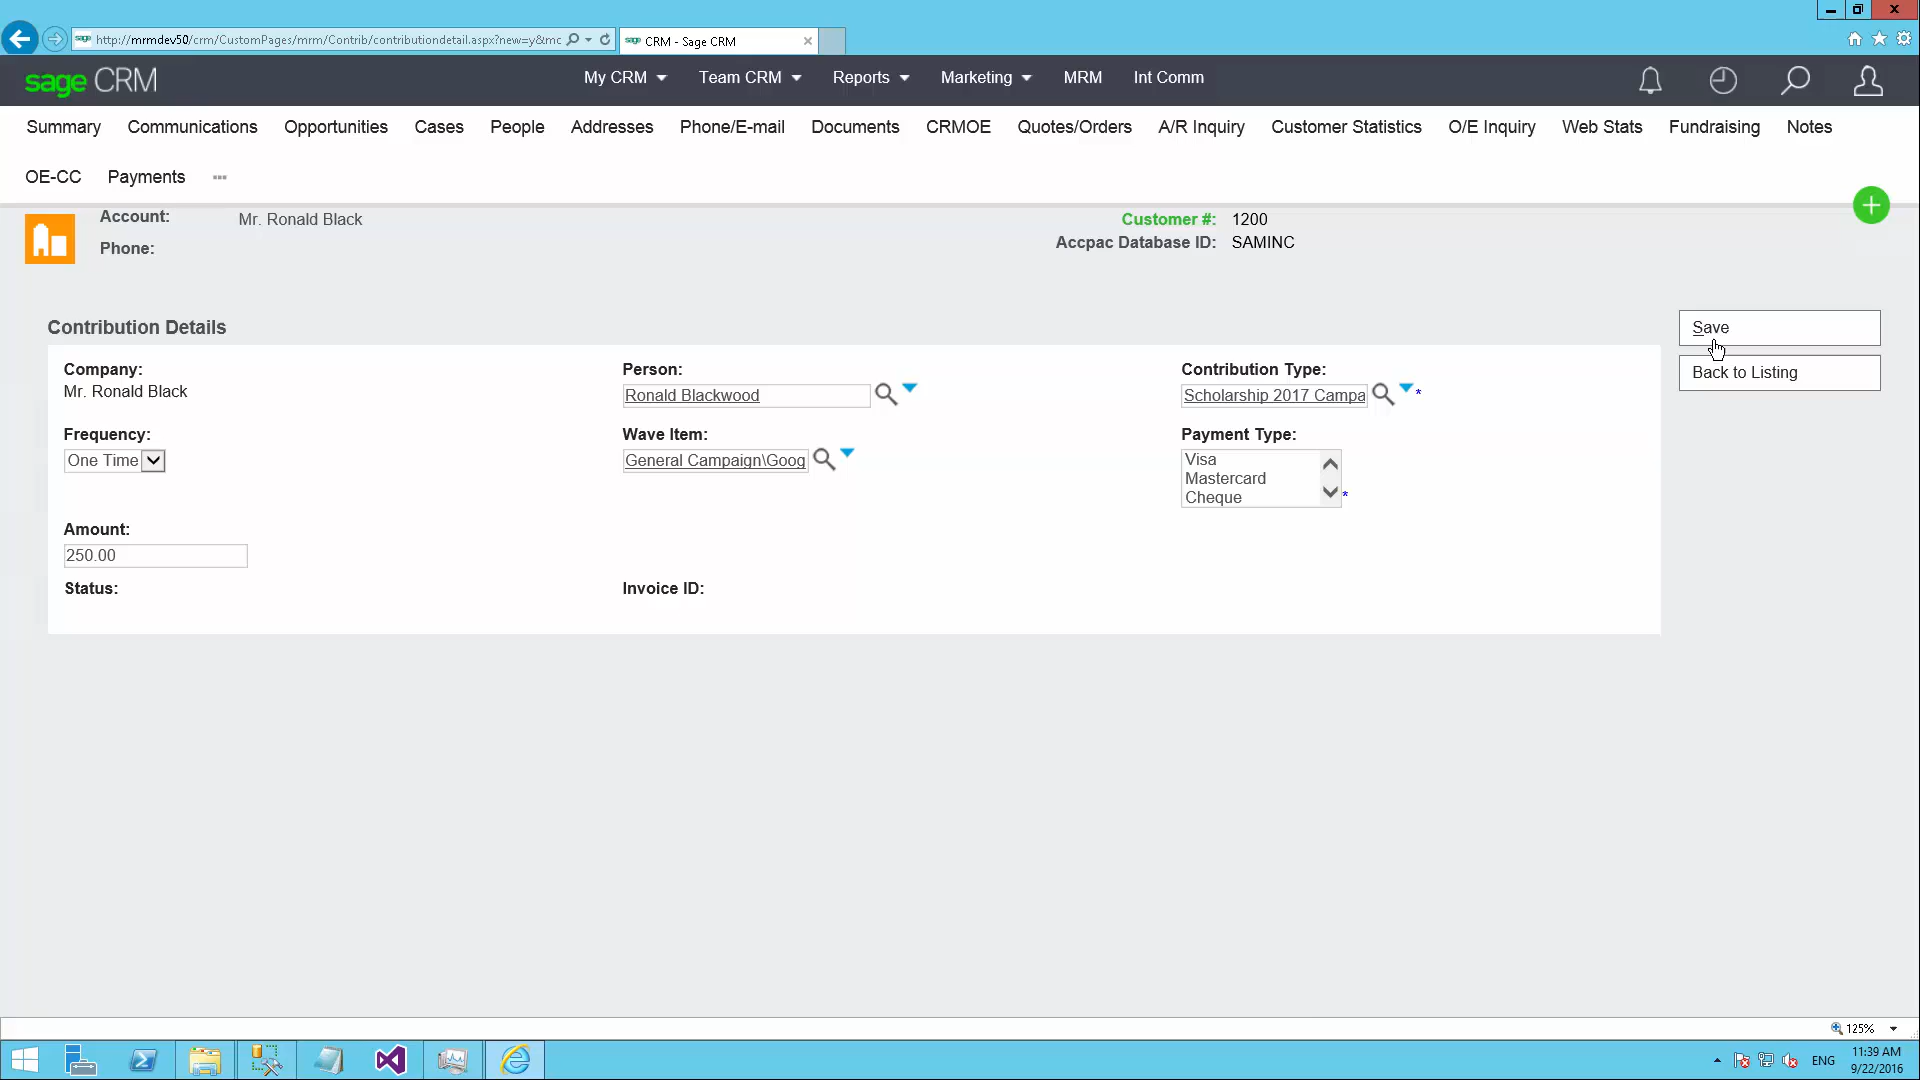 http://mrmdev50/crm/CustomPages/mrm/Contrib/contributiondetail.aspx?new=y&mc
CRM - Sage CRM
sage CRM
My CRM
Team CRM
Reports
Marketing
MRM
Int Comm
Summary
Communications
Opportunities
Cases
People
Addresses
Phone/E-mail
Documents
CRMOE
Quotes/Orders
A/R Inquiry
Customer Statistics
O/E Inquiry
Web Stats
Fundraising
Notes
OE-CC
Payments
Account:
Mr. Ronald Black
Customer #:
1200
Phone:
Accpac Database ID:
SAMINC
Contribution Details
Save
Back to Listing
Company:
Mr. Ronald Black
Person:
Ronald Blackwood
Contribution Type:
Scholarship 2017 Campa
*
Frequency:
One Time
Wave Item:
General Campaign\Goog
Payment Type:
Visa
Mastercard
Cheque
*
Amount:
250.00
Status:
Invoice ID:
125%
ENG
11:39 AM
9/22/2016